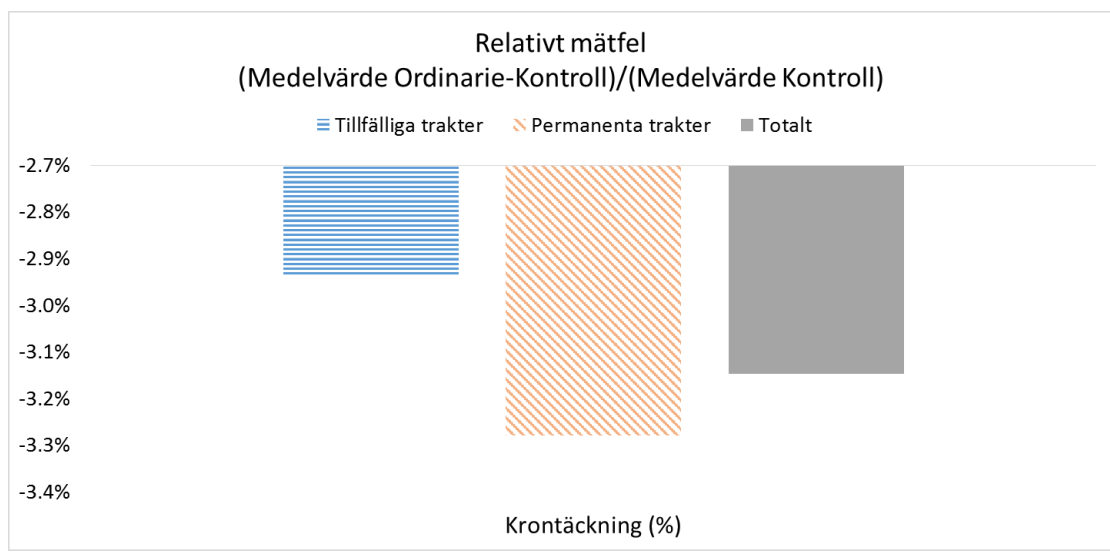 Relativt mätfel
(Medelvärde Ordinarie-Kontroll)/(Medelvärde Kontroll)
Tillfälliga trakter Permanenta trakter Totalt
-2.7%
-2.8%
-2.9%
-3.0%
-3.1%
-3.2%
-3.3%
-3.4%
Krontäckning (%)